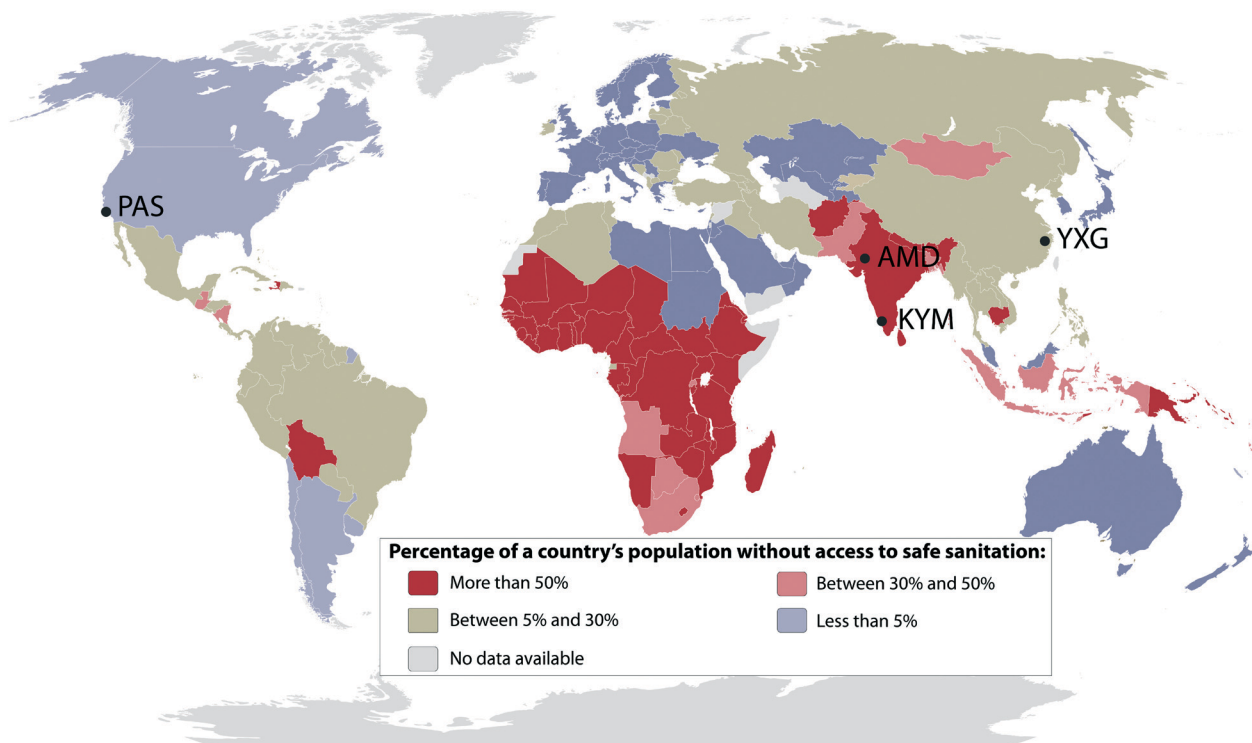 PAS
YXG
AMD
KYM
Percentage of a country’s population without access to safe sanitation:
More than 50%
Between 30% and 50%
Between 5% and 30%
Less than 5%
No data available